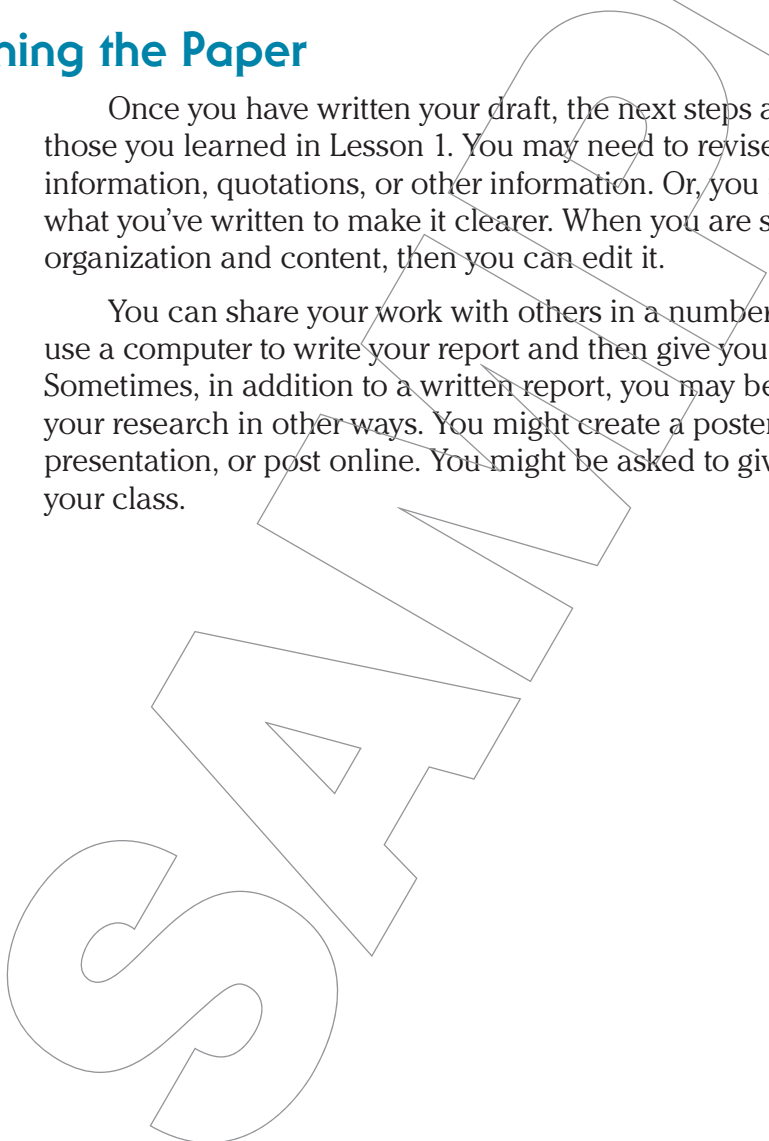 ning the Paper
Once you have written your draft, the next steps a
those you learned in Lesson 1. You may need to revise
information, quotations, or other information. Or, you
what you've written to make it clearer. When you are s
organization and content, then you can edit it.
You can share your work with others in a number
use a computer to write your report and then give you
Sometimes, in addition to a written report, you may be
your research in other ways. You might create a poster
presentation, or post online. You might be asked to giv
your class.
SAMP